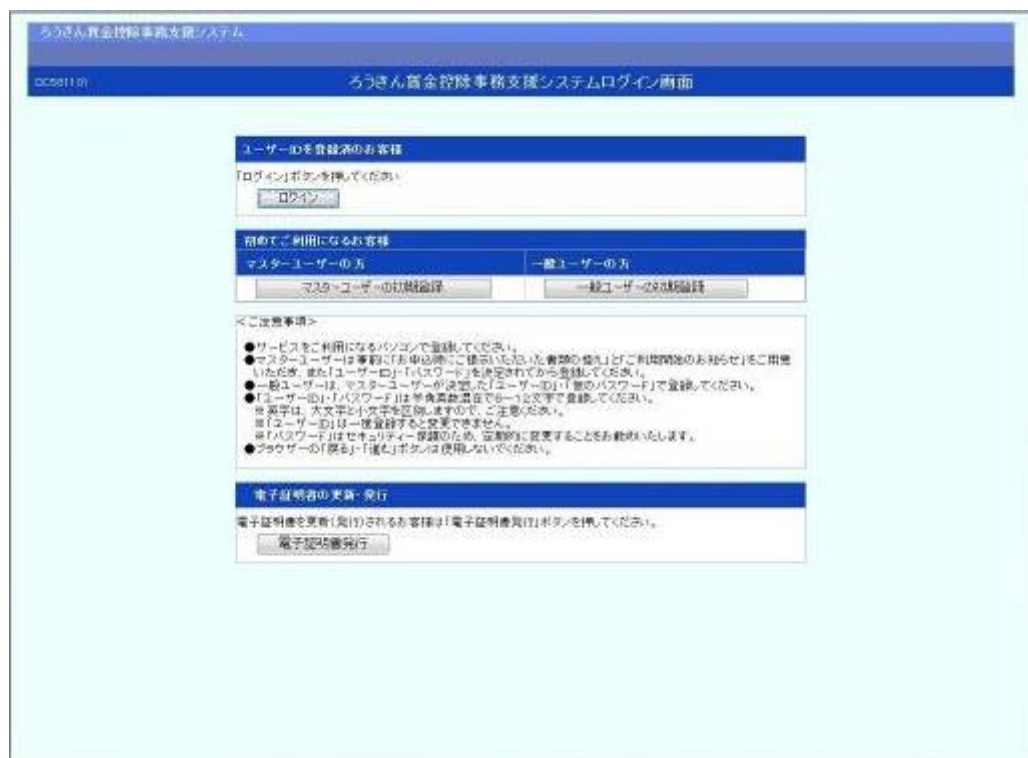 ろうきん賃金控除事務支援システム
ろうきん賃金控除事務支援システムログイン画面
ユーザーIDを登録済のお客様
「ログイン」ボタンを押してください
ログイン
初めてご利用になるお客様
マスターユーザーの方
一般ユーザーの方
マスターユーザーの初期登録
一般ユーザーの初期登録
＜ご注意事項＞
●サービスをご利用になるパソコンで登録してください。
●マスターユーザーは事前に「お申込時にご提示いただいた書類の控え」と「ご利用開始のお知らせ」をご用意
いただき、また「ユーザーID」・「パスワード」を決定されてから登録してください。
●一般ユーザーは、マスターユーザーが決定した「ユーザーID」・「仮のパスワード」で登録してください。
●「ユーザーID」・「パスワード」は半角英数混在で6～12文字で登録してください。
※英字は、大文字と小文字を区別しますので、ご注意ください。
※「ユーザーID」は一度登録すると変更できません。
※「パスワード」はセキュリティー保護のため、定期的に変更することをお勧めいたします。
●ブラウザーの「戻る」・「進む」ボタンは使用しないでください。
電子証明書の更新・発行
電子証明書を更新(発行)されるお客様は「電子証明書発行」ボタンを押してください。
電子証明書発行